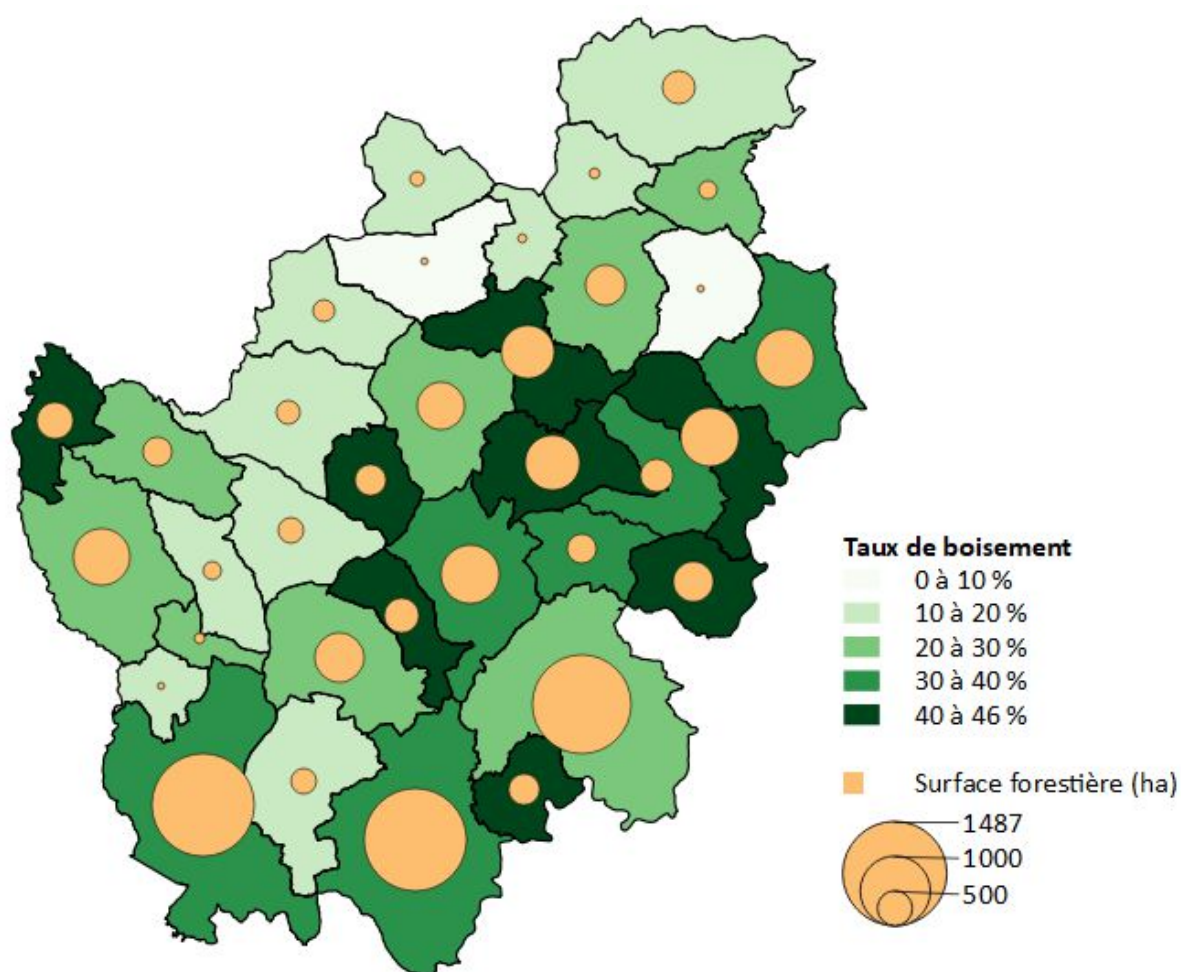 Taux de boisement
0 à 10 %
10 à 20 %
20 à 30 %
30 à 40 %
40 à 46 %
Surface forestière (ha)
1487
1000
500